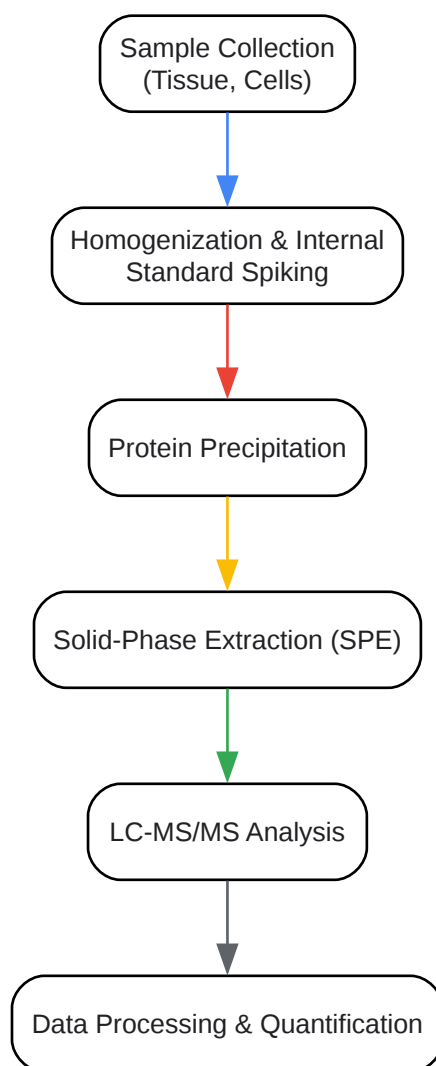 Sample Collection
(Tissue, Cells)
Homogenization & Internal
Standard Spiking
Protein Precipitation
Solid-Phase Extraction (SPE)
LC-MS/MS Analysis
Data Processing & Quantification